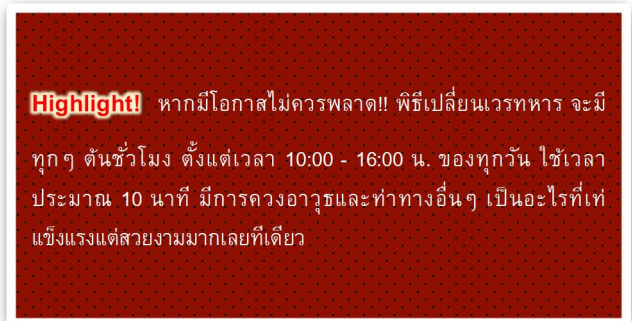 Highlight! หากมีโอกาสไม่ควรพลาด!! พิธีเปลี่ยนเวรทหาร จะมี
ทุกๆ ต้นชั่วโมง ตั้งแต่เวลา 10:00 - 16:00 น. ของทุกวัน ใช้เวลา
ประมาณ 10 นาที มีการควงอาวุธและท่าทางอื่นๆ เป็นอะไรที่เท่
แข็งแรงแต่สวยงามมากเลยทีเดียว